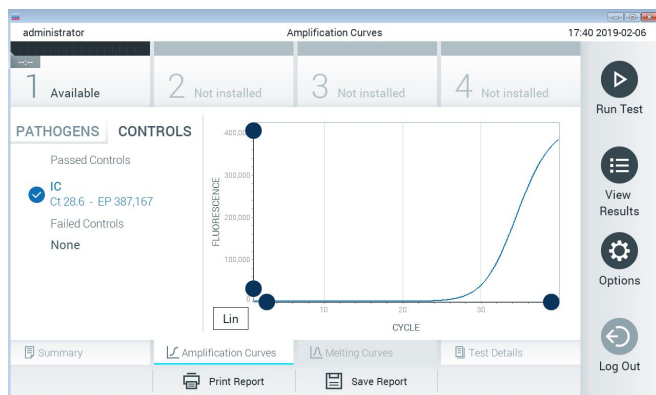 administrator
Amplification Curves
17:40 2019-02-06
--:--
1 Available
2 Not installed
3 Not installed
4 Not installed
Run Test
PATHOGENS
CONTROLS
Passed Controls
IC
Ct 28.6 - EP 387,167
Failed Controls
None
FLUORESCENCE
400,00
300,000
200,000
100,000
0
10
20
30
CYCLE
Lin
View
Results
Options
Log Out
Summary
Amplification Curves
Melting Curves
Test Details
Print Report
Save Report